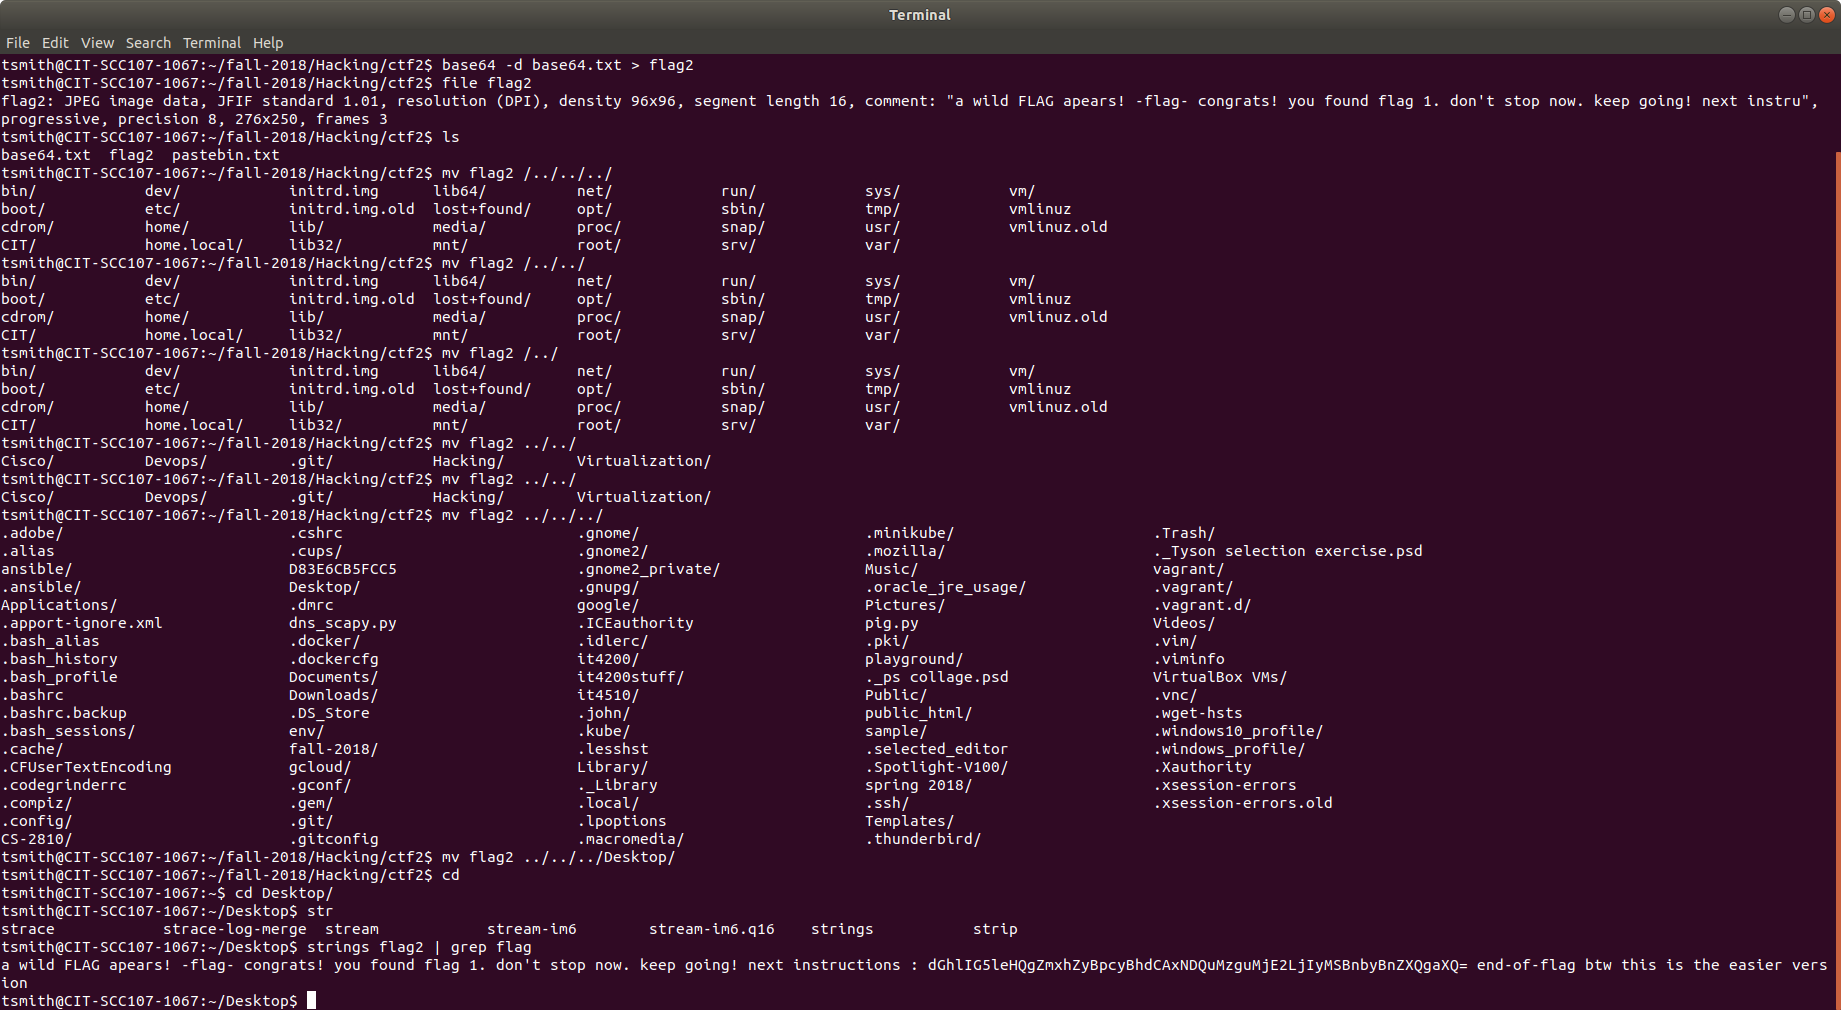 Terminal
File Edit View Search Terminal Help
tsmith@CIT-SCC107-1067:~/fall-2018/Hacking/ctf2$ base64 -d base64.txt > flag2
tsmith@CIT-SCC107-1067:~/fall-2018/Hacking/ctf2$ file flag2
flag2: JPEG image data, JFIF standard 1.01, resolution (DPI), density 96x96, segment length 16, comment: "a wild FLAG apears! -flag- congrats! you found flag 1. don't stop now. keep going! next instru",
progressive, precision 8, 276x250, frames 3
tsmith@CIT-SCC107-1067:~/fall-2018/Hacking/ctf2$ ls
base64.txt  flag2  pastebin.txt
tsmith@CIT-SCC107-1067:~/fall-2018/Hacking/ctf2$ mv flag2 /../../../
bin/            dev/            initrd.img      lib64/          net/            run/            sys/            vm/
boot/           etc/            initrd.img.old  lost+found/     opt/            sbin/           tmp/            vmlinuz
cdrom/          home/           lib/            media/          proc/           snap/           usr/            vmlinuz.old
CIT/            home.local/     lib32/          mnt/            root/           srv/            var/
tsmith@CIT-SCC107-1067:~/fall-2018/Hacking/ctf2$ mv flag2 /../../
bin/            dev/            initrd.img      lib64/          net/            run/            sys/            vm/
boot/           etc/            initrd.img.old  lost+found/     opt/            sbin/           tmp/            vmlinuz
cdrom/          home/           lib/            media/          proc/           snap/           usr/            vmlinuz.old
CIT/            home.local/     lib32/          mnt/            root/           srv/            var/
tsmith@CIT-SCC107-1067:~/fall-2018/Hacking/ctf2$ mv flag2 /../
bin/            dev/            initrd.img      lib64/          net/            run/            sys/            vm/
boot/           etc/            initrd.img.old  lost+found/     opt/            sbin/           tmp/            vmlinuz
cdrom/          home/           lib/            media/          proc/           snap/           usr/            vmlinuz.old
CIT/            home.local/     lib32/          mnt/            root/           srv/            var/
tsmith@CIT-SCC107-1067:~/fall-2018/Hacking/ctf2$ mv flag2 ../../
Cisco/          Devops/         .git/           Hacking/        Virtualization/
tsmith@CIT-SCC107-1067:~/fall-2018/Hacking/ctf2$ mv flag2 ../../
Cisco/          Devops/         .git/           Hacking/        Virtualization/
tsmith@CIT-SCC107-1067:~/fall-2018/Hacking/ctf2$ mv flag2 ../../../
.adobe/                         .cshrc                          .gnome/                         .minikube/                      .Trash/
.alias                          .cups/                          .gnome2/                        .mozilla/                       ._Tyson selection exercise.psd
ansible/                        D83E6CB5FCC5                    .gnome2_private/                Music/                          vagrant/
.ansible/                       Desktop/                        .gnupg/                         .oracle_jre_usage/              .vagrant/
Applications/                   .dmrc                           google/                         Pictures/                       .vagrant.d/
.apport-ignore.xml              dns_scapy.py                    .ICEauthority                   pig.py                          Videos/
.bash_alias                     .docker/                        .idlerc/                        .pki/                           .vim/
.bash_history                   .dockercfg                      it4200/                         playground/                     .viminfo
.bash_profile                   Documents/                      it4200stuff/                    ._ps collage.psd                VirtualBox VMs/
.bashrc                         Downloads/                      it4510/                         Public/                         .vnc/
.bashrc.backup                  .DS_Store                       .john/                          public_html/                    .wget-hsts
.bash_sessions/                 env/                            .kube/                          sample/                         .windows10_profile/
.cache/                         fall-2018/                      .lesshst                        .selected_editor                .windows_profile/
.CFUserTextEncoding             gcloud/                         Library/                        .Spotlight-V100/                .Xauthority
.codegrinderrc                  .gconf/                         ._Library                       spring 2018/                    .xsession-errors
.compiz/                        .gem/                           .local/                         .ssh/                           .xsession-errors.old
.config/                        .git/                           .lpoptions                      Templates/
CS-2810/                        .gitconfig                      .macromedia/                    .thunderbird/
tsmith@CIT-SCC107-1067:~/fall-2018/Hacking/ctf2$ mv flag2 ../../../Desktop/
tsmith@CIT-SCC107-1067:~/fall-2018/Hacking/ctf2$ cd
tsmith@CIT-SCC107-1067:~$ cd Desktop/
tsmith@CIT-SCC107-1067:~/Desktop$ str
strace            strace-log-merge  stream            stream-im6        stream-im6.q16    strings           strip
tsmith@CIT-SCC107-1067:~/Desktop$ strings flag2 | grep flag
a wild FLAG apears! -flag- congrats! you found flag 1. don't stop now. keep going! next instructions : dGhlIG5leHQgZmxhZyBpcyBhdCAxNDQuMzguMjE2LjIyMSBnbyBnZXQgaXQ= end-of-flag btw this is the easier vers
ion
tsmith@CIT-SCC107-1067:~/Desktop$